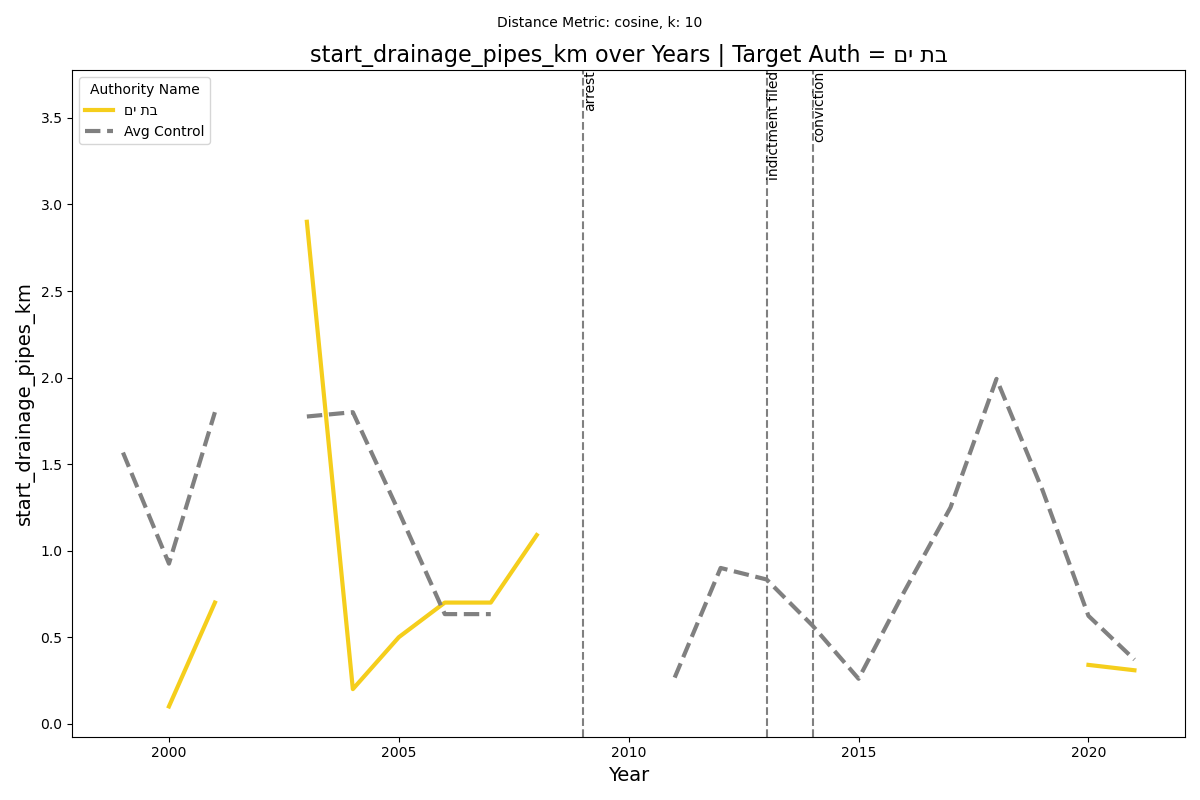 Distance Metric: cosine, k: 10
start_drainage_pipes_km over Years | Target Auth = בת ים
Authority Name
בת ים
Avg Control
arrest
indictment filed
conviction
3.5
3.0
2.5
2.0
1.5
1.0
0.5
0.0
start_drainage_pipes_km
2000
2005
2010
2015
2020
Year